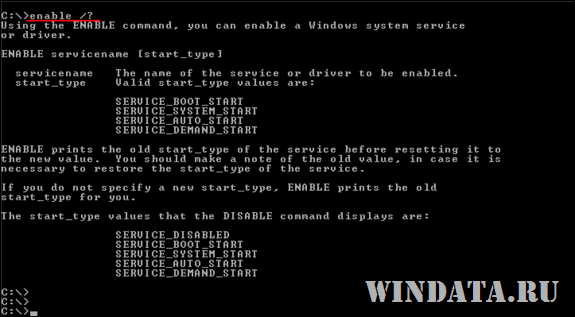 C:\>enable /?
Using the ENABLE command, you can enable a Windows system service
or driver.
ENABLE servicename [start_type]
servicename The name of the service or driver to be enabled.
start_type Valid start_type values are:
SERVICE_BOOT_START
SERVICE_SYSTEM_START
SERVICE_AUTO_START
SERVICE_DEMAND_START
ENABLE prints the old start_type of the service before resetting it to
the new value. You should make a note of the old value, in case it is
necessary to restore the start_type of the service.
If you do not specify a new start_type, ENABLE prints the old
start_type for you.
The start_type values that the DISABLE command displays are:
SERVICE_DISABLED
SERVICE_BOOT_START
SERVICE_SYSTEM_START
SERVICE_AUTO_START
SERVICE_DEMAND_START
C:\>
C:\>
C:\>_
WINDATA.RU